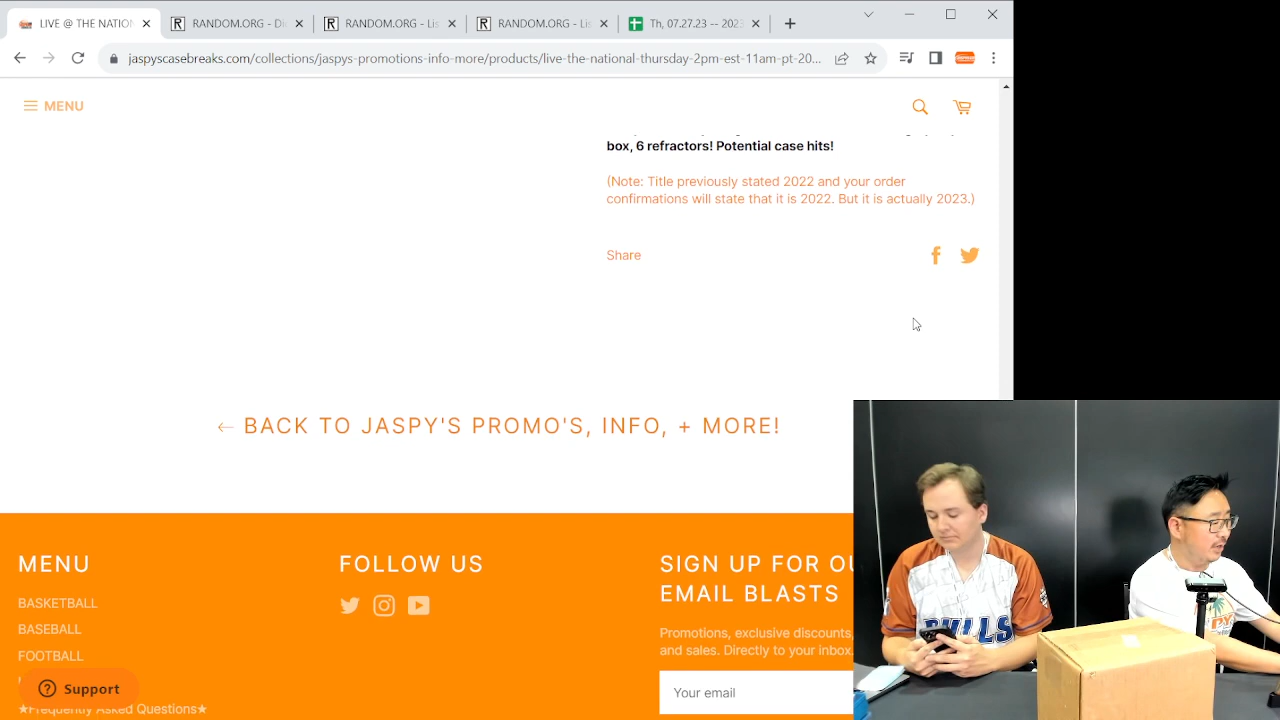 LIVE @ THE NATION
RANDOM.ORG - Di
RANDOM.ORG - Lis
RANDOM.ORG - Lis
Th, 07.27.23 -- 2023
jaspyscasebreaks.com/collections/jaspys-promotions-info-more/products/live-the-national-thursday-2pm-est-11am-pt-20...
MENU
box, 6 refractors! Potential case hits!
(Note: Title previously stated 2022 and your order
confirmations will state that it is 2022. But it is actually 2023.)
Share
← BACK TO JASPY'S PROMO'S, INFO, + MORE!
MENU
BASKETBALL
BASEBALL
FOOTBALL
Support
★Frequently Asked Questions★
FOLLOW US
SIGN UP FOR OU
EMAIL BLASTS
Promotions, exclusive discounts,
and sales. Directly to your inbox.
Your email